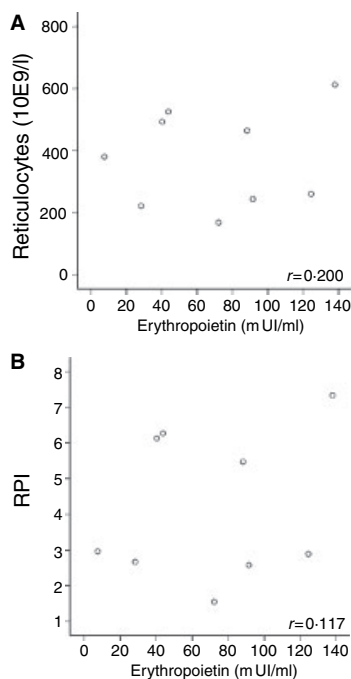 A
Reticulocytes (10E9/l)
800
600
400
200
0
r=0·200
0 20 40 60 80 100 120 140
Erythropoietin (mUI/ml)
B
RPI
8
7
6
5
4
3
2
1
r=0·117
0 20 40 60 80 100 120 140
Erythropoietin (mUI/ml)